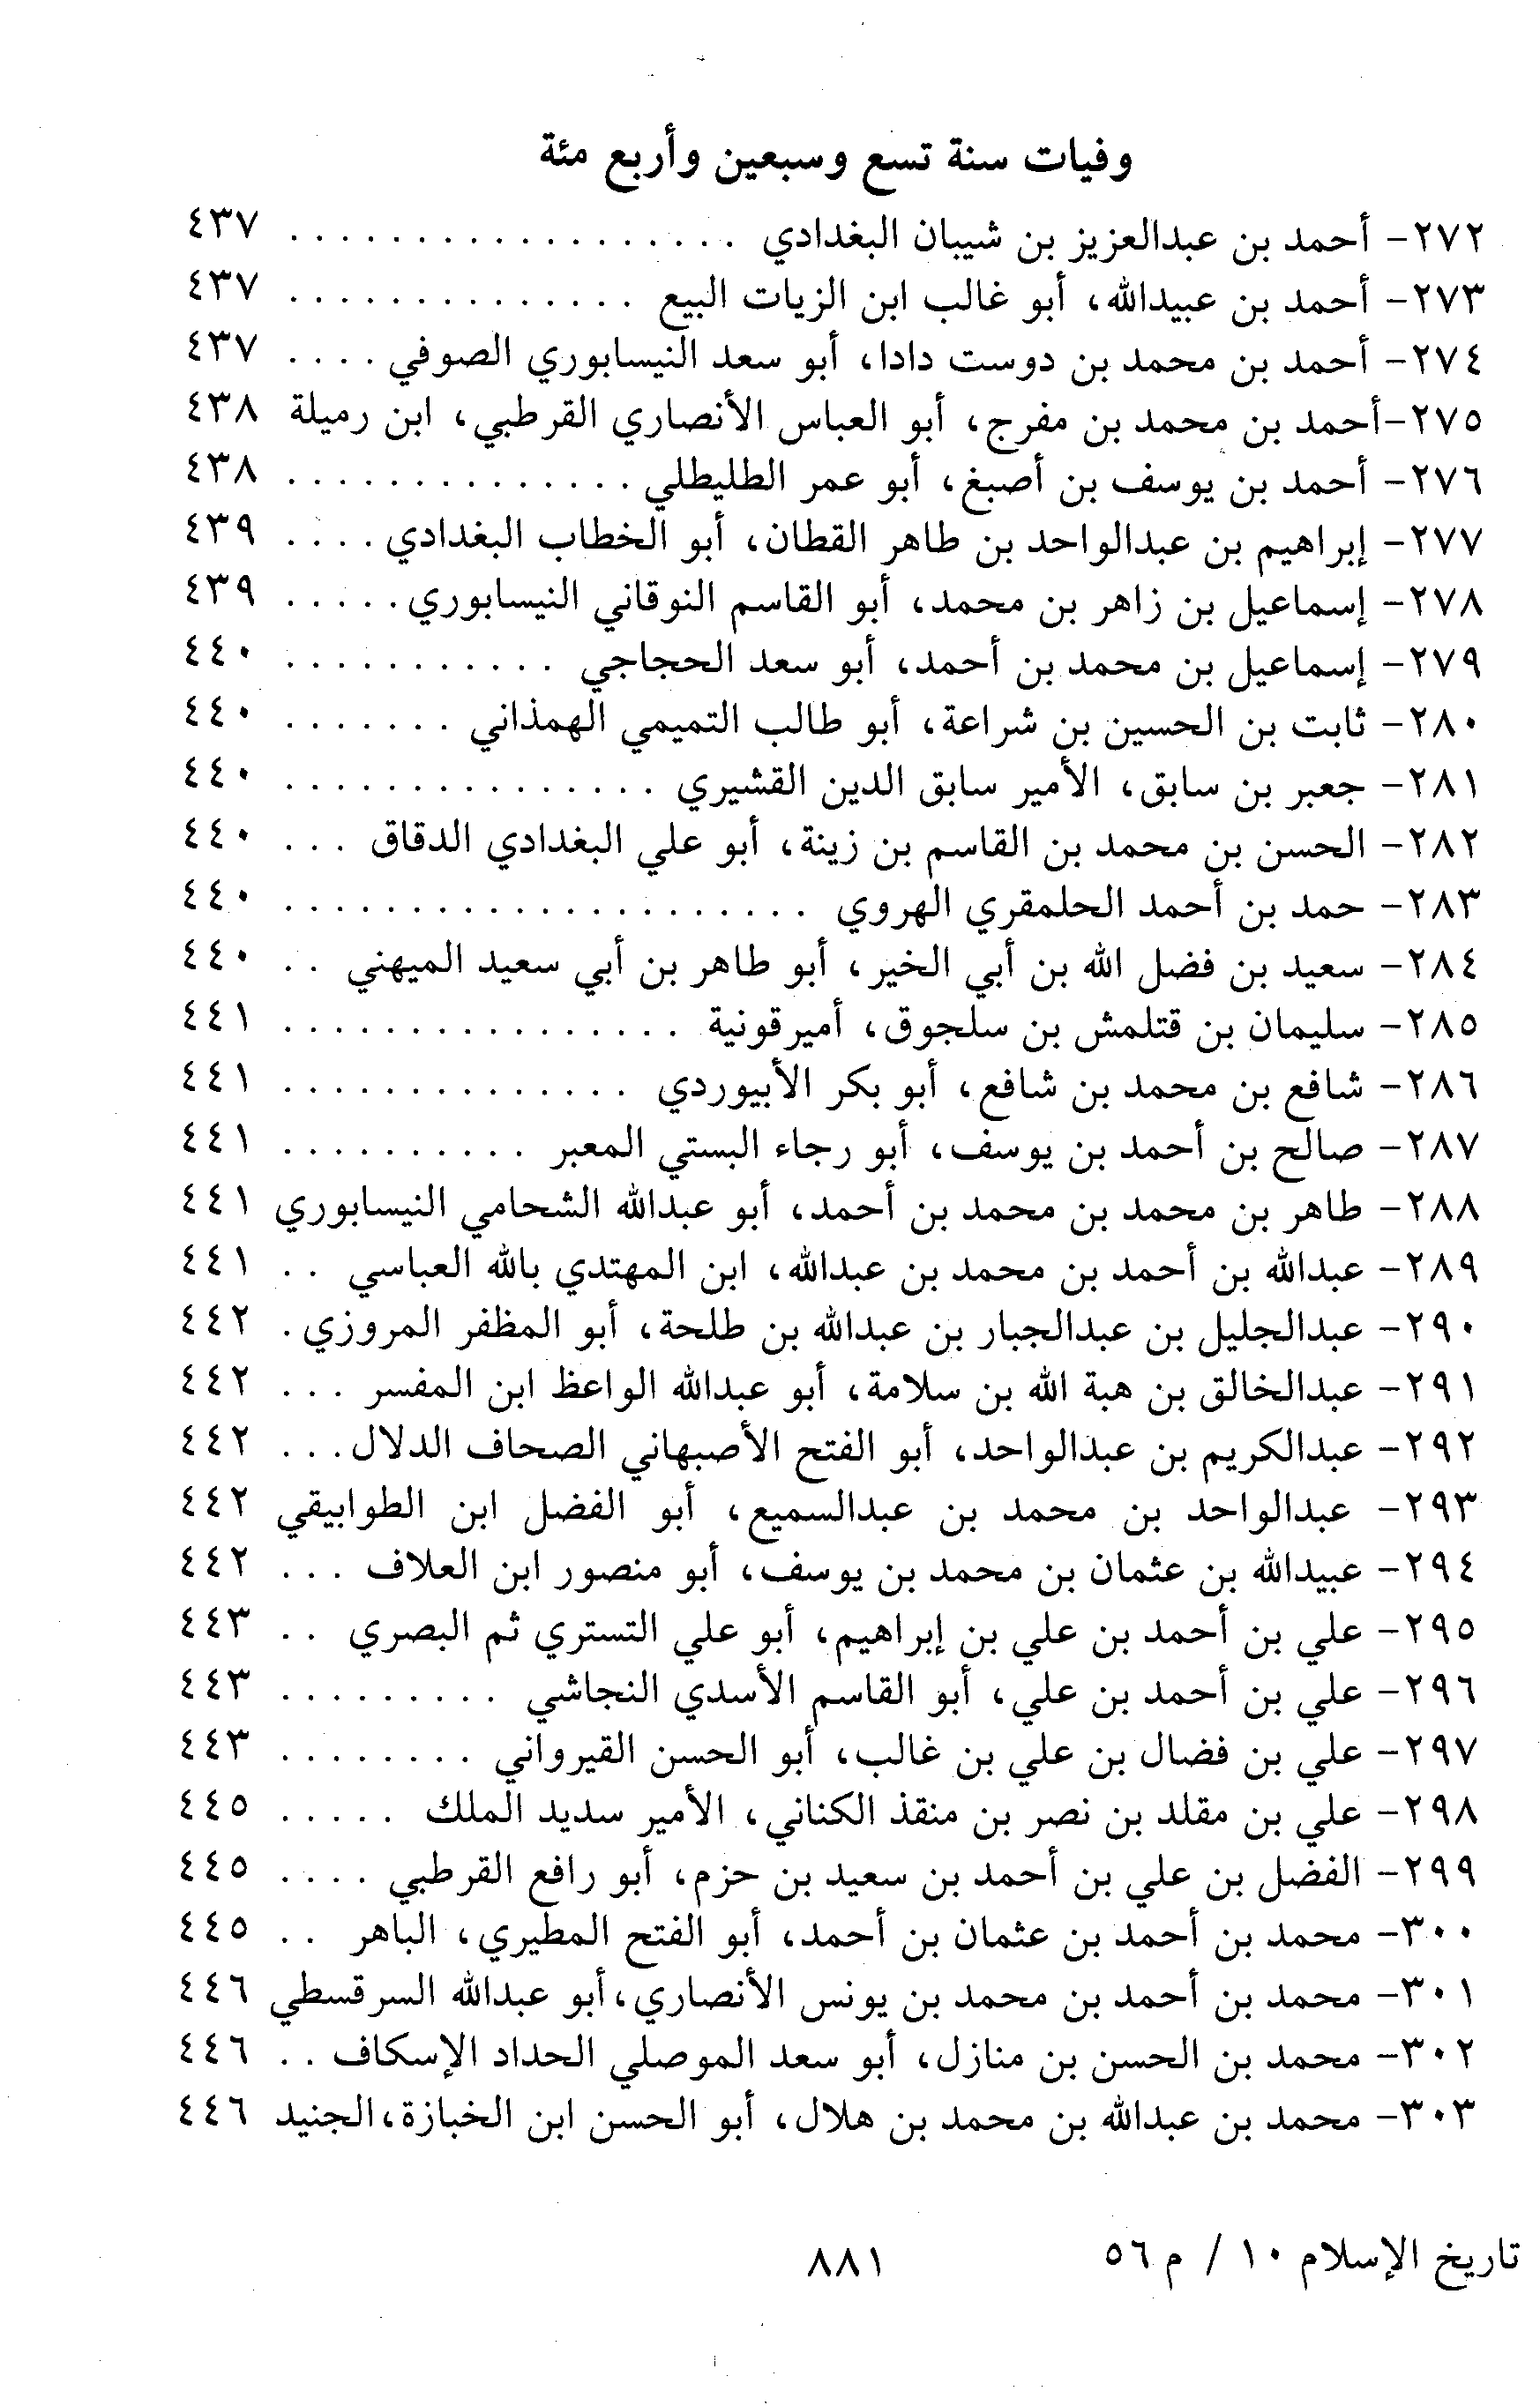 وفيات سنة تسع وسبعين وأربع مئة
٢٧٢- أحمد بن عبدالعزيز بن شيبان البغدادي . . . . . . . . . . . . . . . . . . ٤٣٧
٢٧٣- أحمد بن عبيدالله، أبو غالب ابن الزيات البيع . . . . . . . . . . . . . . ٤٣٧
٢٧٤- أحمد بن محمد بن دوست دادا، أبو سعد النيسابوري الصوفي . . . . ٤٣٧
٢٧٥-أحمد بن محمد بن مفرج، أبو العباس الأنصاري القرطبي، ابن رميلة ٤٣٨
٢٧٦- أحمد بن يوسف بن أصبغ، أبو عمر الطليطلي . . . . . . . . . . . . . . ٤٣٨
٢٧٧- إبراهيم بن عبدالواحد بن طاهر القطان، أبو الخطاب البغدادي . . . . ٤٣٩
٢٧٨- إسماعيل بن زاهر بن محمد، أبو القاسم النوقاني النيسابوري. . . . . ٤٣٩
٢٧٩- إسماعيل بن محمد بن أحمد، أبو سعد الحجاجي . . . . . . . . . . . ٤٤٠
٢٨٠- ثابت بن الحسين بن شراعة، أبو طالب التميمي الهمذاني . . . . . . . ٤٤٠
٢٨١- جعبر بن سابق، الأمير سابق الدين القشيري . . . . . . . . . . . . . . . ٤٤٠
٢٨٢- الحسن بن محمد بن القاسم بن زينة، أبو علي البغدادي الدقاق . . . ٤٤٠
٢٨٣- حمد بن أحمد الحلمقري الهروي . . . . . . . . . . . . . . . . . . . . . ٤٤٠
٢٨٤- سعيد بن فضل الله بن أبي الخير، أبو طاهر بن أبي سعيد الميهني . . ٤٤٠
٢٨٥- سليمان بن قتلمش بن سلجوق، أميرقونية . . . . . . . . . . . . . . . . ٤٤١
٢٨٦- شافع بن محمد بن شافع، أبو بكر الأبيوردي . . . . . . . . . . . . . . ٤٤١
٢٨٧- صالح بن أحمد بن يوسف، أبو رجاء البستي المعبر . . . . . . . . . . ٤٤١
٢٨٨- طاهر بن محمد بن محمد بن أحمد، أبو عبدالله الشحامي النيسابوري ٤٤١
٢٨٩- عبدالله بن أحمد بن محمد بن عبدالله، ابن المهتدي بالله العباسي . . ٤٤١
٢٩٠- عبدالجليل بن عبدالجبار بن عبدالله بن طلحة، أبو المظفر المروزي . ٤٤٢
٢٩١- عبدالخالق بن هبة الله بن سلامة، أبو عبدالله الواعظ ابن المفسر . . . ٤٤٢
٢٩٢- عبدالكريم بن عبدالواحد، أبو الفتح الأصبهاني الصحاف الدلال. . . ٤٤٢
٢٩٣- عبدالواحد بن محمد بن عبدالسميع، أبو الفضل ابن الطوابيقي ٤٤٢
٢٩٤- عبيدالله بن عثمان بن محمد بن يوسف، أبو منصور ابن العلاف . . . ٤٤٢
٢٩٥- علي بن أحمد بن علي بن إبراهيم، أبو علي التستري ثم البصري . . ٤٤٣
٢٩٦- علي بن أحمد بن علي، أبو القاسم الأسدي النجاشي . . . . . . . . . ٤٤٣
٢٩٧- علي بن فضال بن علي بن غالب، أبو الحسن القيرواني . . . . . . . . ٤٤٣
٢٩٨- علي بن مقلد بن نصر بن منقذ الكناني، الأمير سديد الملك . . . . . ٤٤٥
٢٩٩- الفضل بن علي بن أحمد بن سعيد بن حزم، أبو رافع القرطبي . . . . ٤٤٥
٣٠٠- محمد بن أحمد بن عثمان بن أحمد، أبو الفتح المطيري، الباهر . . ٤٤٥
٣٠١- محمد بن أحمد بن محمد بن يونس الأنصاري،أبو عبدالله السرقسطي ٤٤٦
٣٠٢- محمد بن الحسن بن منازل، أبو سعد الموصلي الحداد الإسكاف . . ٤٤٦
٣٠٣- محمد بن عبدالله بن محمد بن هلال، أبو الحسن ابن الخبازة،الجنيد ٤٤٦
تاريخ الإسلام ١٠ / م ٥٦
٨٨١